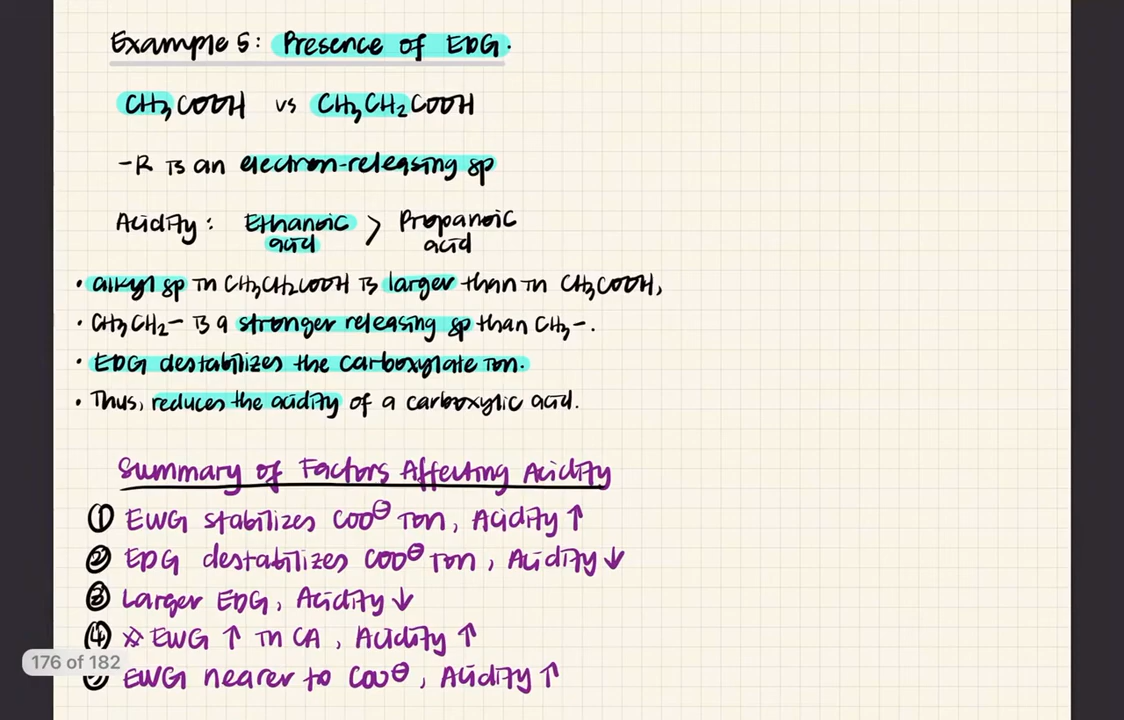 Example 5: Presence of EDG.
CH3COOH vs CH3CH2COOH
-R is an electron-releasing gp
Acidity: Ethanoic acid > Propanoic acid
• alkyl gp in CH3CH2COOH is larger than in CH3COOH,
• CH3CH2- is a stronger releasing gp than CH3-.
• EDG destabilizes the carboxylate ion.
• Thus, reduces the acidity of a carboxylic acid.
Summary of Factors Affecting Acidity
① EWG stabilizes COO⊖ ion, Acidity ↑
② EDG destabilizes COO⊖ ion, Acidity ↓
③ Larger EDG, Acidity ↓
④ EWG ↑ in CA, Acidity ↑
EWG nearer to COO⊖, Acidity ↑
176 of 182